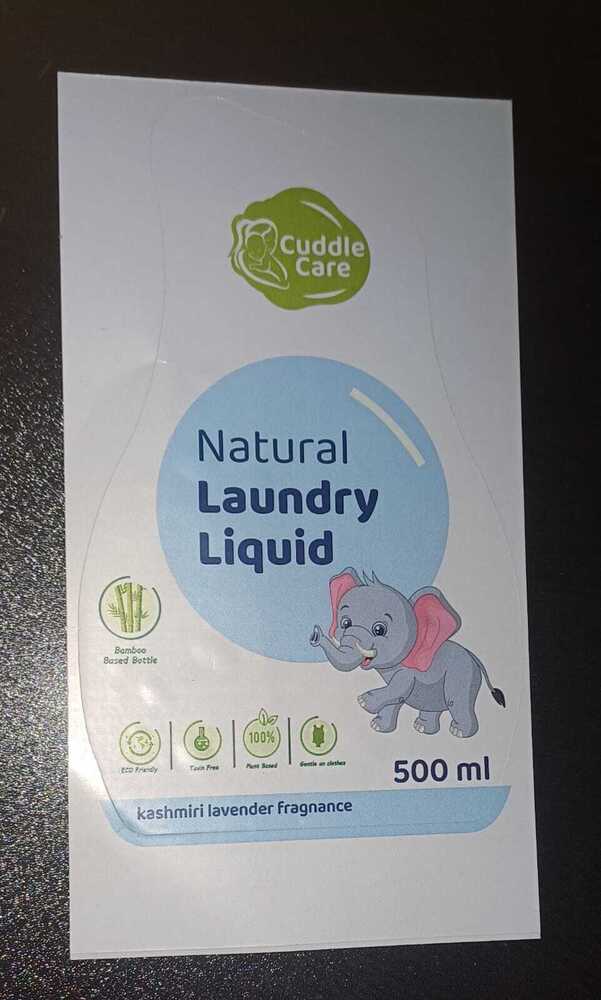 Cuddle
Care
Natural
Laundry
Liquid
Bamboo
Based Bottle
ECO Friendly
Toxin Free
100%
Plant Based
Gentle on clothes
500 ml
kashmiri lavender fragnance